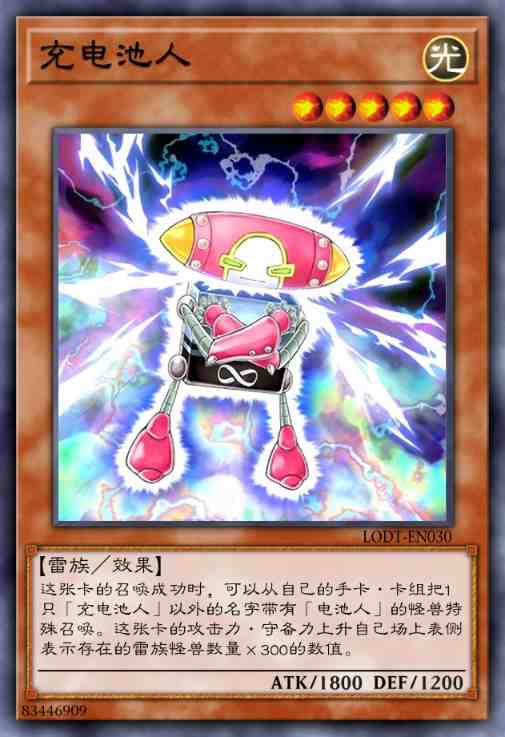 充电池人
光
LODT-EN030
【雷族／效果】
这张卡的召唤成功时，可以从自己的手卡·卡组把1
只「充电池人」以外的名字带有「电池人」的怪兽特
殊召唤。这张卡的攻击力·守备力上升自己场上表侧
表示存在的雷族怪兽数量×300的数值。
ATK/1800 DEF/1200
83446909